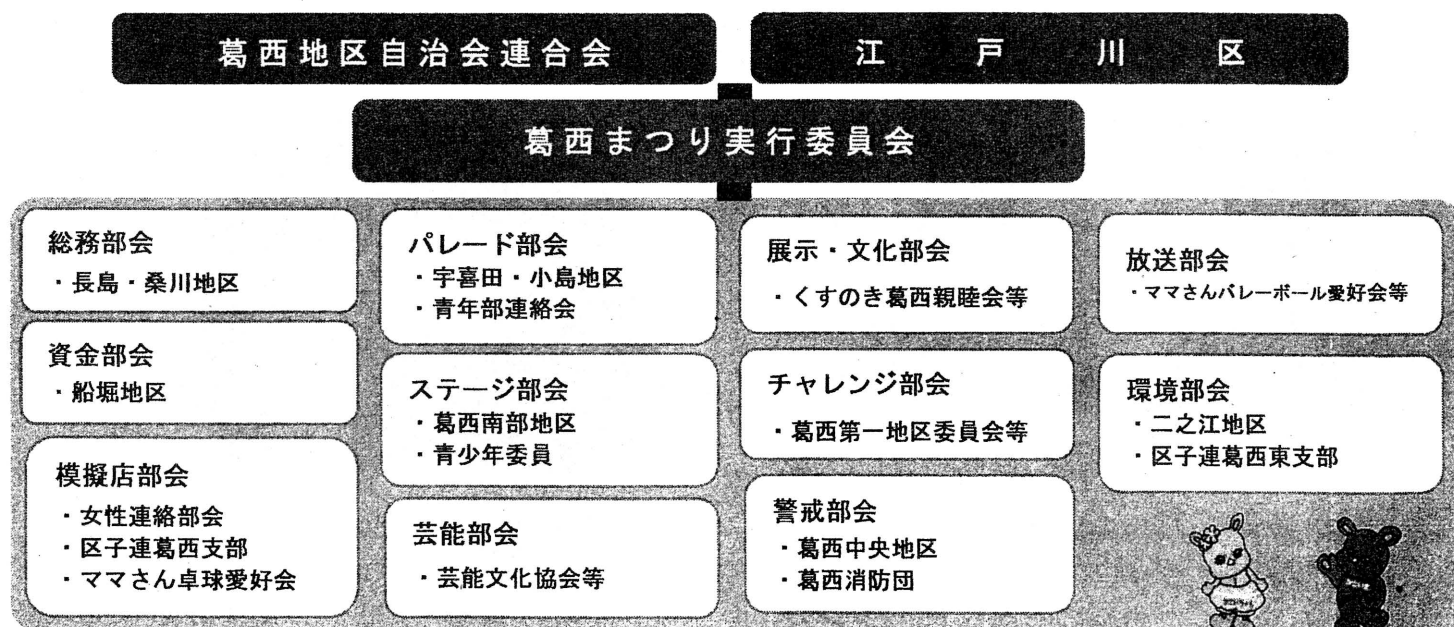 葛西地区自治会連合会
江戸川区
葛西まつり実行委員会
総務部会
・長島・桑川地区
資金部会
・船堀地区
模擬店部会
・女性連絡部会
・区子連葛西支部
・ママさん卓球愛好会
パレード部会
・宇喜田・小島地区
・青年部連絡会
ステージ部会
・葛西南部地区
・青少年委員
芸能部会
・芸能文化協会等
展示・文化部会
・くすのき葛西親睦会等
チャレンジ部会
・葛西第一地区委員会等
警戒部会
・葛西中央地区
・葛西消防団
放送部会
・ママさんバレーボール愛好会等
環境部会
・二之江地区
・区子連葛西東支部